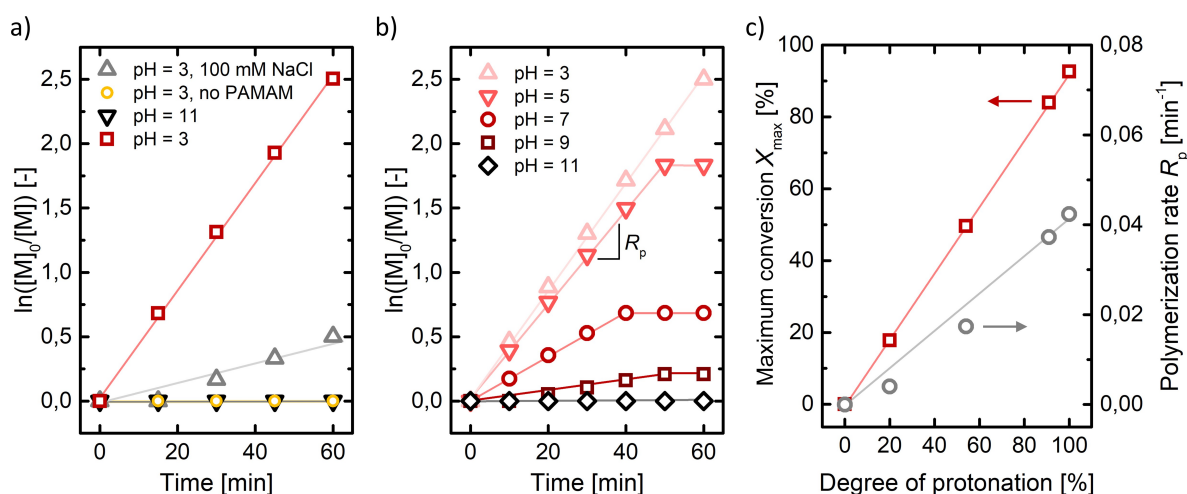 a)
ln([M]₀/[M]) [-]
2,5
2,0
1,5
1,0
0,5
0,0
pH = 3, 100 mM NaCl
pH = 3, no PAMAM
pH = 11
pH = 3
0
20
40
60
Time [min]
b)
ln([M]₀/[M]) [-]
2,5
2,0
1,5
1,0
0,5
0,0
pH = 3
pH = 5
pH = 7
pH = 9
pH = 11
Rₚ
0
20
40
60
Time [min]
c)
Maximum conversion Xₘₐₓ [%]
100
80
60
40
20
0
0,08
0,06
0,04
0,02
0,00
Polymerization rate Rₚ [min⁻¹]
0
20
40
60
80
100
Degree of protonation [%]